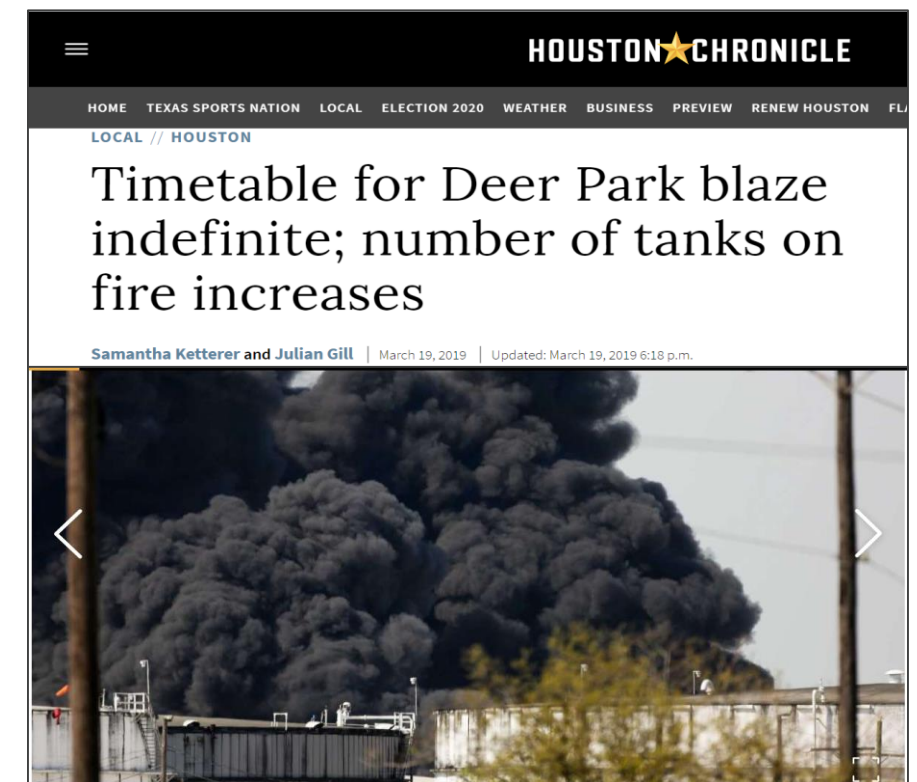 HOUSTON CHRONICLE
HOME TEXAS SPORTS NATION LOCAL ELECTION 2020 WEATHER BUSINESS PREVIEW RENEW HOUSTON
LOCAL // HOUSTON
Timetable for Deer Park blaze
indefinite; number of tanks on
fire increases
Samantha Ketterer and Julian Gill | March 19, 2019 | Updated: March 19, 2019 6:18 p.m.